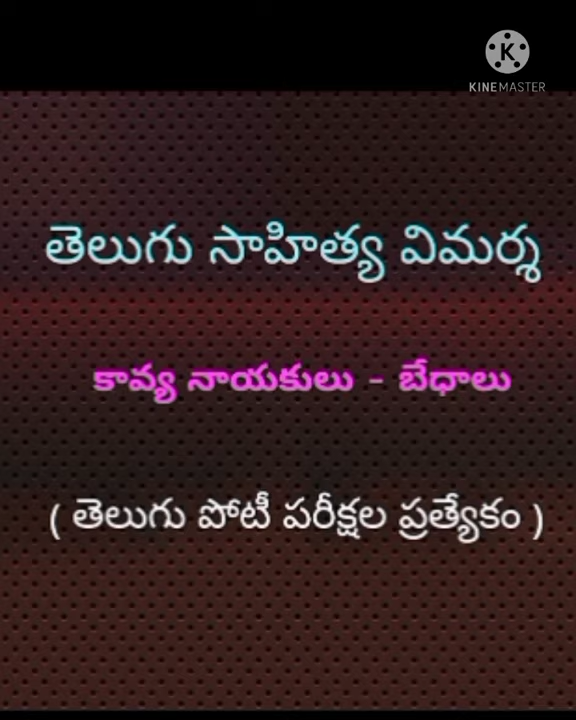 KINEMASTER
తెలుగు సాహిత్య విమర్శ
కావ్య నాయకులు - బేధాలు
( తెలుగు పోటీ పరీక్షల ప్రత్యేకం )